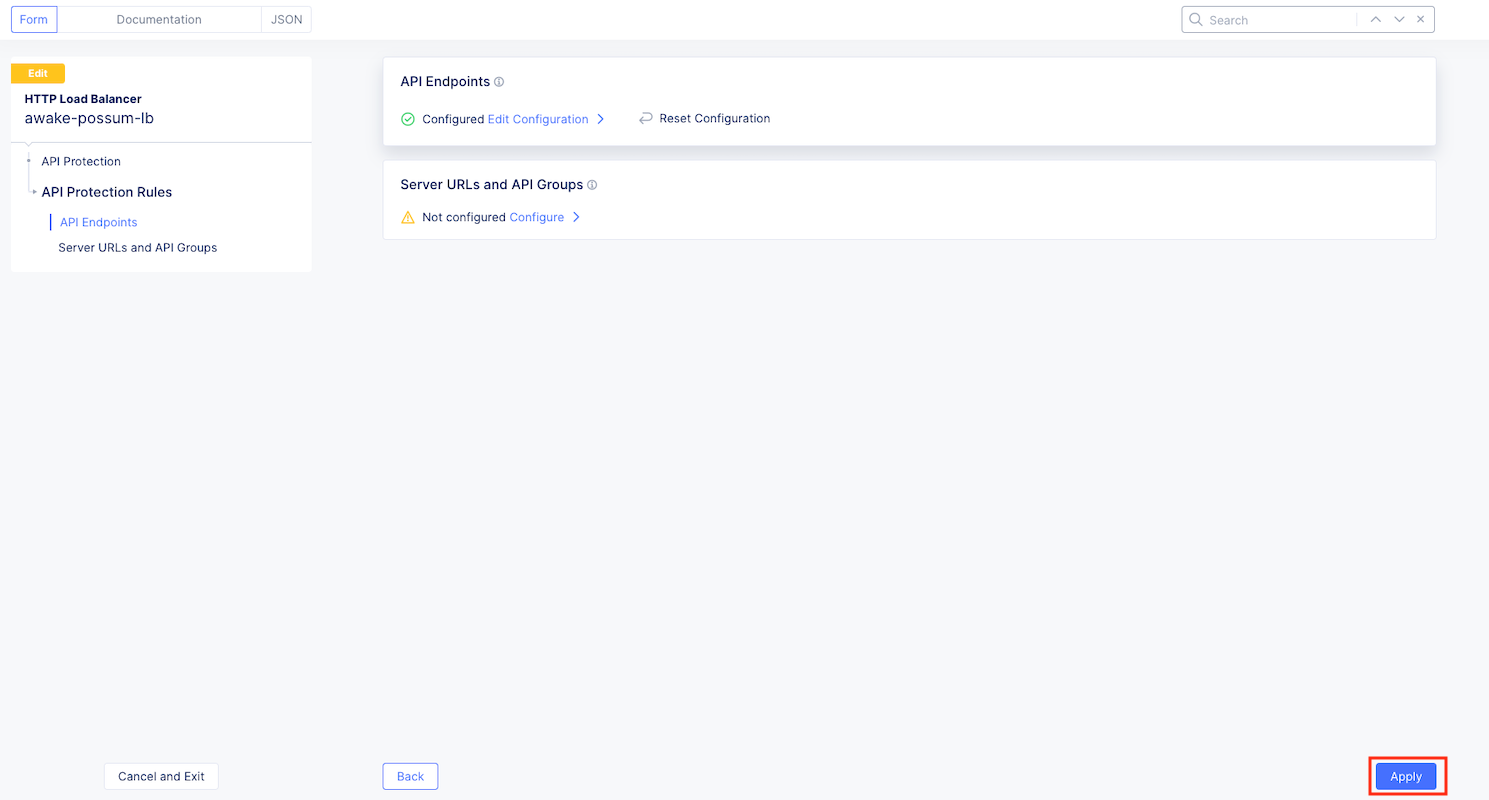 Form Documentation JSON
Search
Edit
HTTP Load Balancer
awake-possum-lb
API Protection
API Protection Rules
API Endpoints
Server URLs and API Groups
API Endpoints
Configured Edit Configuration Reset Configuration
Server URLs and API Groups
Not configured Configure
Cancel and Exit Back Apply